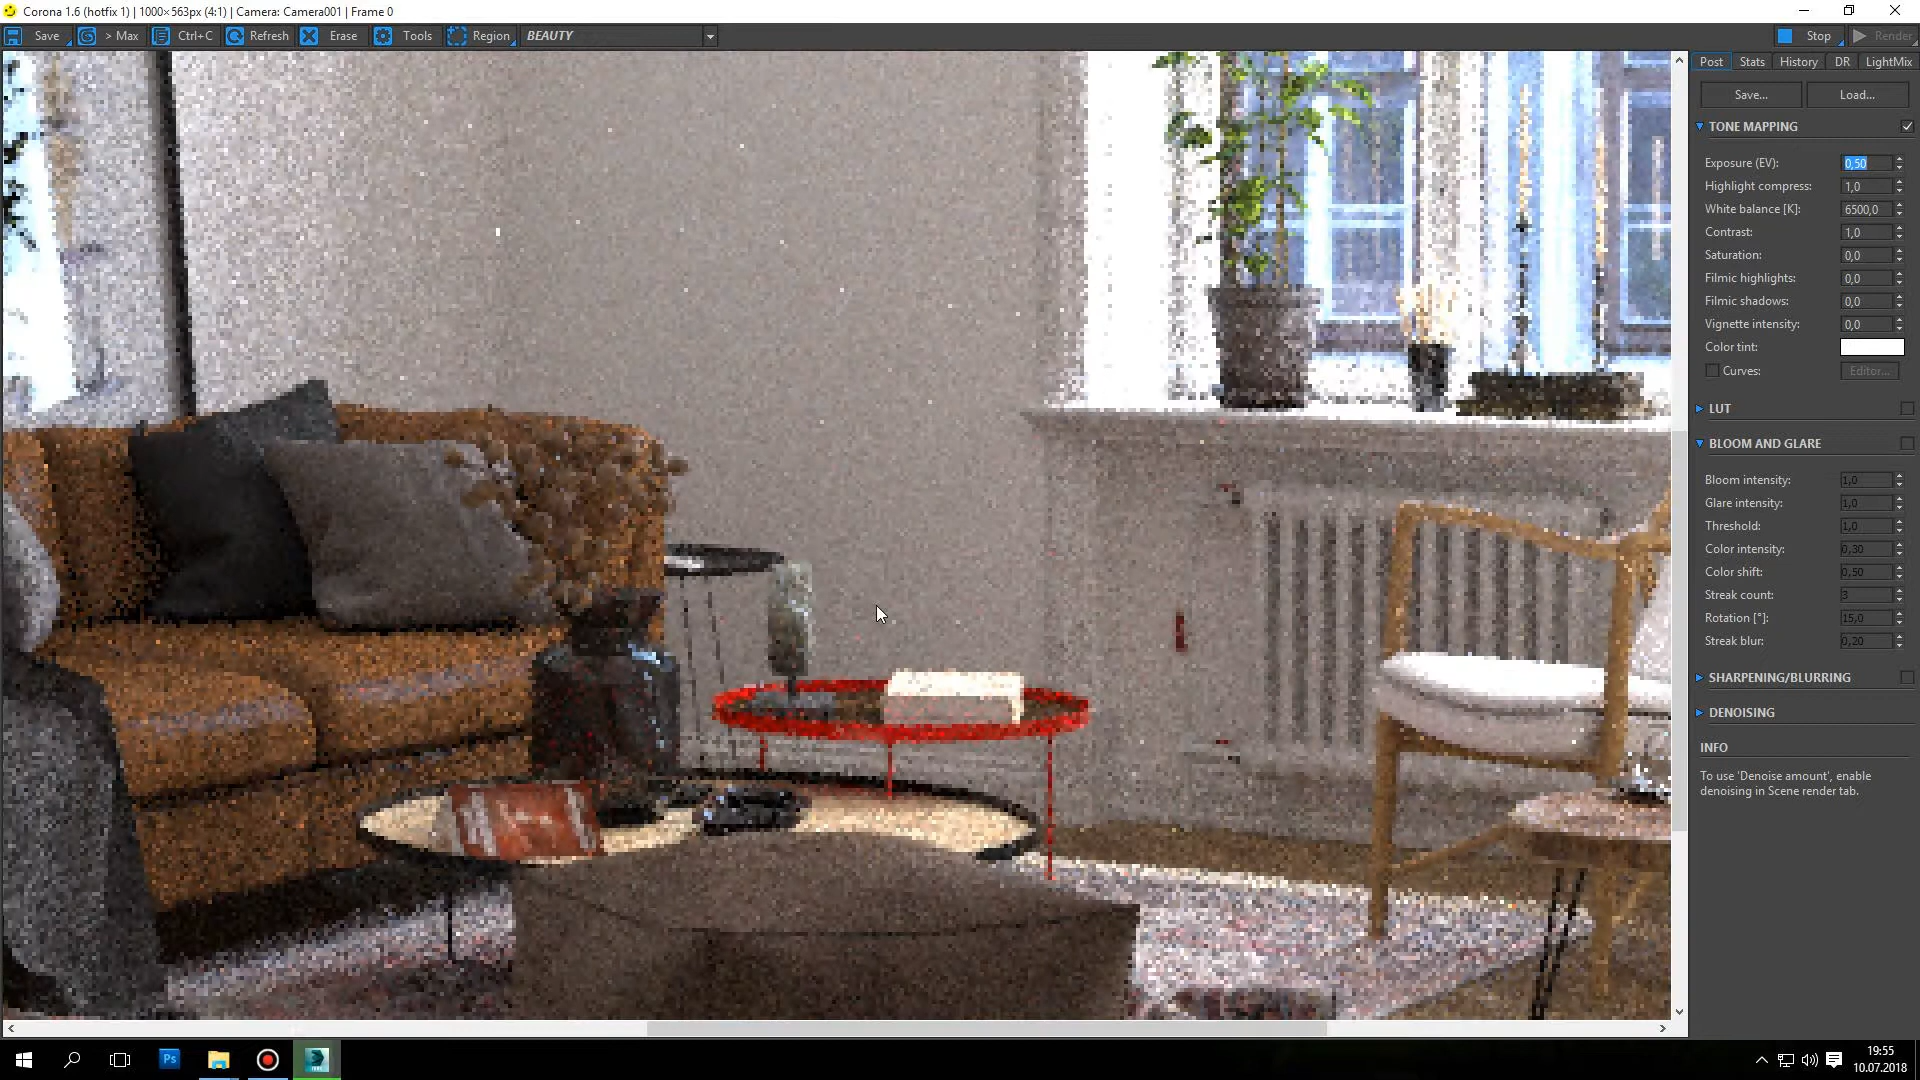 Corona 1.6 (hotfix 1) | 1000×563px (4:1) | Camera: Camera001 | Frame 0
Save > Max Ctrl+C Refresh Erase Tools Region BEAUTY Stop Render
Post Stats History DR LightMix
Save... Load...
TONE MAPPING
Exposure (EV): 0,50
Highlight compress: 1,0
White balance [K]: 6500,0
Contrast: 1,0
Saturation: 0,0
Filmic highlights: 0,0
Filmic shadows: 0,0
Vignette intensity: 0,0
Color tint:
Curves: Editor...
LUT
BLOOM AND GLARE
Bloom intensity: 1,0
Glare intensity: 1,0
Threshold: 1,0
Color intensity: 0,30
Color shift: 0,50
Streak count: 3
Rotation [°]: 15,0
Streak blur: 0,20
SHARPENING/BLURRING
DENOISING
INFO
To use 'Denoise amount', enable
denoising in Scene render tab.
Ps
19:55
10.07.2018